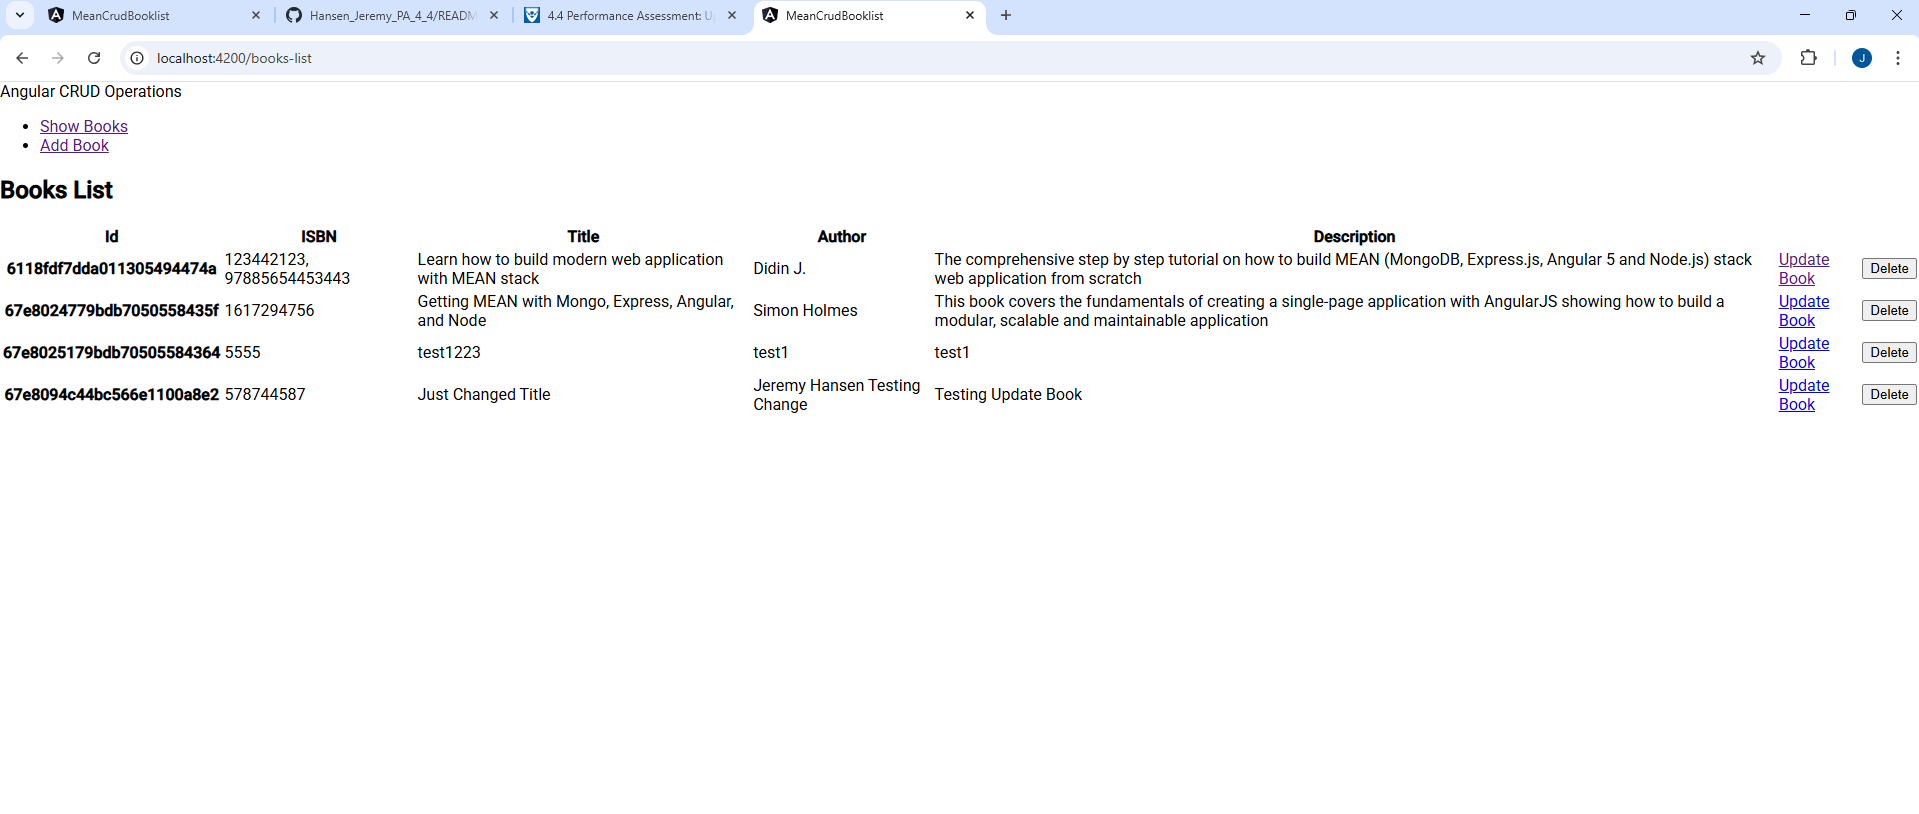 MeanCrudBooklist
Hansen_Jeremy_PA_4_4/READM
4.4 Performance Assessment: U
MeanCrudBooklist
localhost:4200/books-list
J
Angular CRUD Operations
Show Books
Add Book
Books List
Id ISBN Title Author Description
6118fdf7dda011305494474a 123442123, 97885654453443 Learn how to build modern web application with MEAN stack Didin J. The comprehensive step by step tutorial on how to build MEAN (MongoDB, Express.js, Angular 5 and Node.js) stack web application from scratch Update Book Delete
67e8024779bdb7050558435f 1617294756 Getting MEAN with Mongo, Express, Angular, and Node Simon Holmes This book covers the fundamentals of creating a single-page application with AngularJS showing how to build a modular, scalable and maintainable application Update Book Delete
67e8025179bdb70505584364 5555 test1223 test1 test1 Update Book Delete
67e8094c44bc566e1100a8e2 578744587 Just Changed Title Jeremy Hansen Testing Change Testing Update Book Update Book Delete